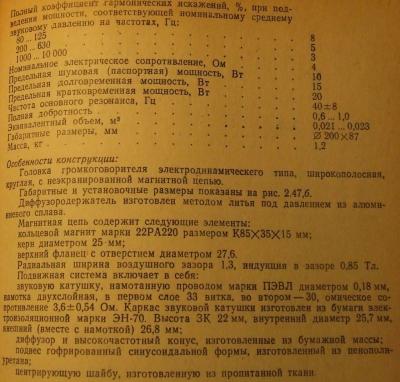 Полный коэффициент гармонических искажений, %, при под-
ведении мощности, соответствующей номинальному среднему
звуковому давлению на частотах, Гц:
80 ... 125 8
200 ... 630 5
1000 ... 10 000 3
Номинальное электрическое сопротивление, Ом 4
Предельная шумовая (паспортная) мощность, Вт 10
Предельная долговременная мощность, Вт 15
Предельная кратковременная мощность, Вт 20
Частота основного резонанса, Гц 40±8
Полная добротность 0,6 ... 1,0
Эквивалентный объем, м³ 0,021 ... 0,023
Габаритные размеры, мм ∅ 200×87
Масса, кг 1,2
Особенности конструкции:
Головка громкоговорителя электродинамического типа, широкополосная,
круглая, с неэкранированной магнитной цепью.
Габаритные и установочные размеры показаны на рис. 2.47,б.
Диффузородержатель изготовлен методом литья под давлением из алюми-
ниевого сплава.
Магнитная цепь содержит следующие элементы:
кольцевой магнит марки 22РА220 размером К85×35×15 мм;
керн диаметром 25 мм;
верхний фланец с отверстием диаметром 27,6.
Радиальная ширина воздушного зазора 1,3, индукция в зазоре 0,85 Тл.
Подвижная система включает в себя:
звуковую катушку, намотанную проводом марки ПЭВЛ диаметром 0,18 мм,
намотка двухслойная, в первом слое 33 витка, во втором — 30, омическое со-
противление 3,6±0,54 Ом. Каркас звуковой катушки изготовлен из бумаги элек-
троизоляционной марки ЭН-70. Высота ЗК 22 мм, внутренний диаметр 25,7 мм,
внешний (вместе с намоткой) 26,8 мм;
диффузор и высокочастотный конус, изготовленные из бумажной массы;
подвес гофрированный синусоидальной формы, изготовленный из пенополи-
уретана;
центрирующую шайбу, изготовленную из пропитанной ткани.